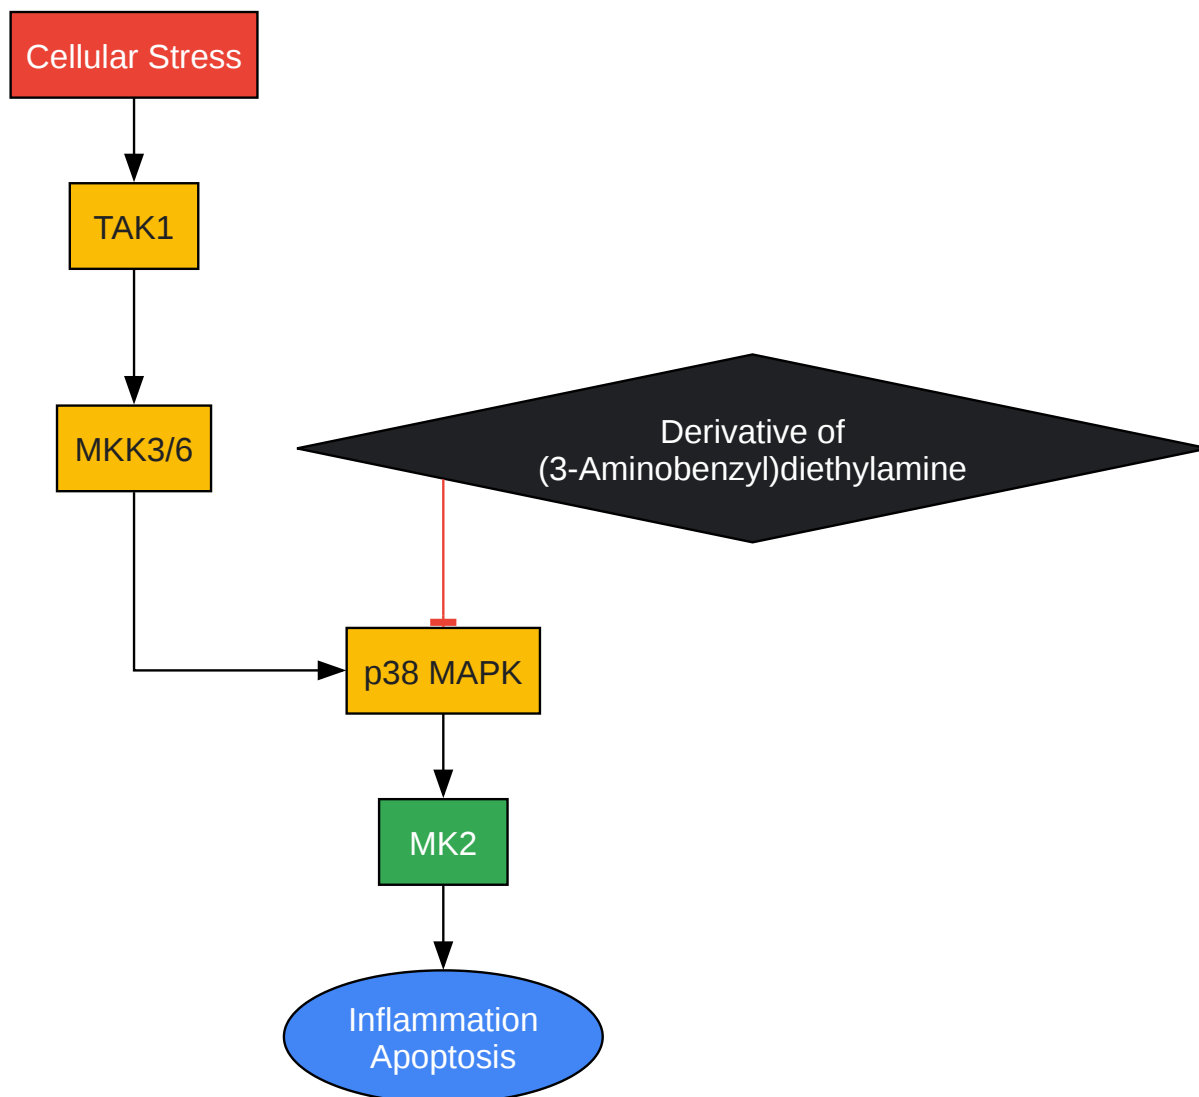 Cellular Stress
TAK1
MKK3/6
Derivative of
(3-Aminobenzyl)diethylamine
p38 MAPK
MK2
Inflammation
Apoptosis